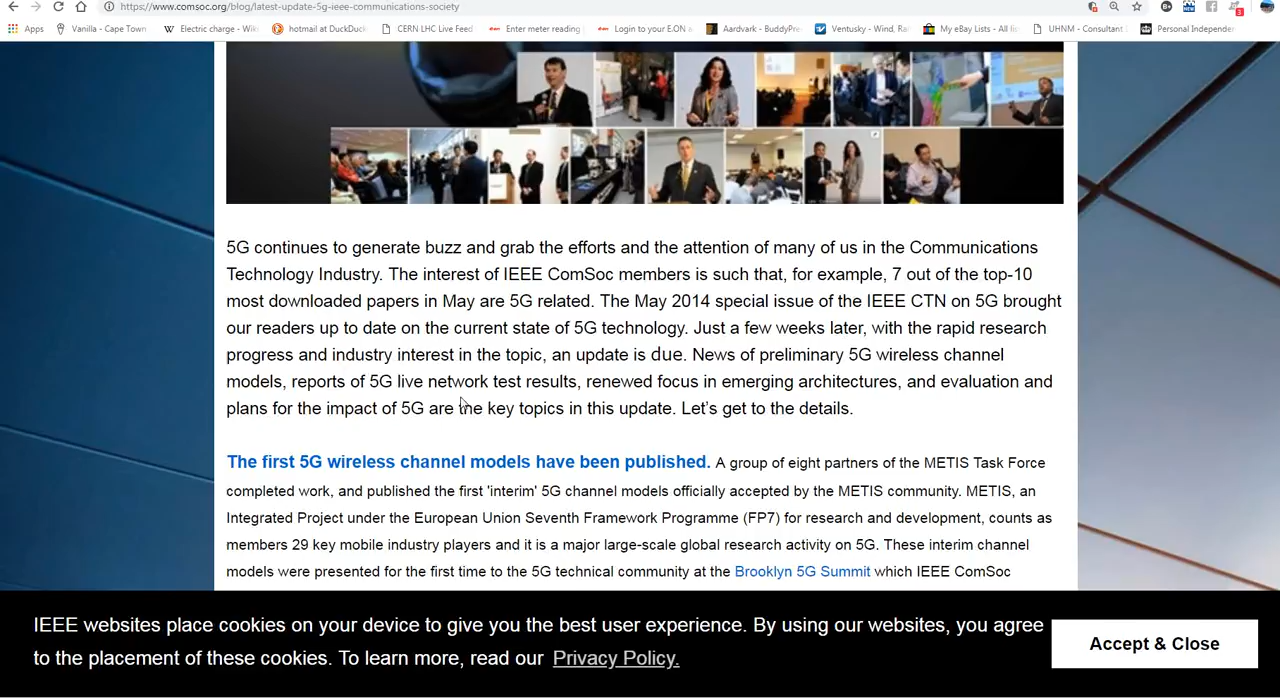 https://www.comsoc.org/blog/latest-update-5g-ieee-communications-society
Apps Vanilla - Cape Town Electric charge - Wiki hotmail at DuckDuck CERN LHC Live Feed Enter meter reading Login to your E.ON Aardvark - BuddyPre Ventusky - Wind, Rai My eBay Lists - All lis UHNM - Consultant Personal Independen
5G continues to generate buzz and grab the efforts and the attention of many of us in the Communications
Technology Industry. The interest of IEEE ComSoc members is such that, for example, 7 out of the top-10
most downloaded papers in May are 5G related. The May 2014 special issue of the IEEE CTN on 5G brought
our readers up to date on the current state of 5G technology. Just a few weeks later, with the rapid research
progress and industry interest in the topic, an update is due. News of preliminary 5G wireless channel
models, reports of 5G live network test results, renewed focus in emerging architectures, and evaluation and
plans for the impact of 5G are the key topics in this update. Let's get to the details.
The first 5G wireless channel models have been published. A group of eight partners of the METIS Task Force
completed work, and published the first 'interim' 5G channel models officially accepted by the METIS community. METIS, an
Integrated Project under the European Union Seventh Framework Programme (FP7) for research and development, counts as
members 29 key mobile industry players and it is a major large-scale global research activity on 5G. These interim channel
models were presented for the first time to the 5G technical community at the Brooklyn 5G Summit which IEEE ComSoc
IEEE websites place cookies on your device to give you the best user experience. By using our websites, you agree
to the placement of these cookies. To learn more, read our Privacy Policy.
Accept & Close